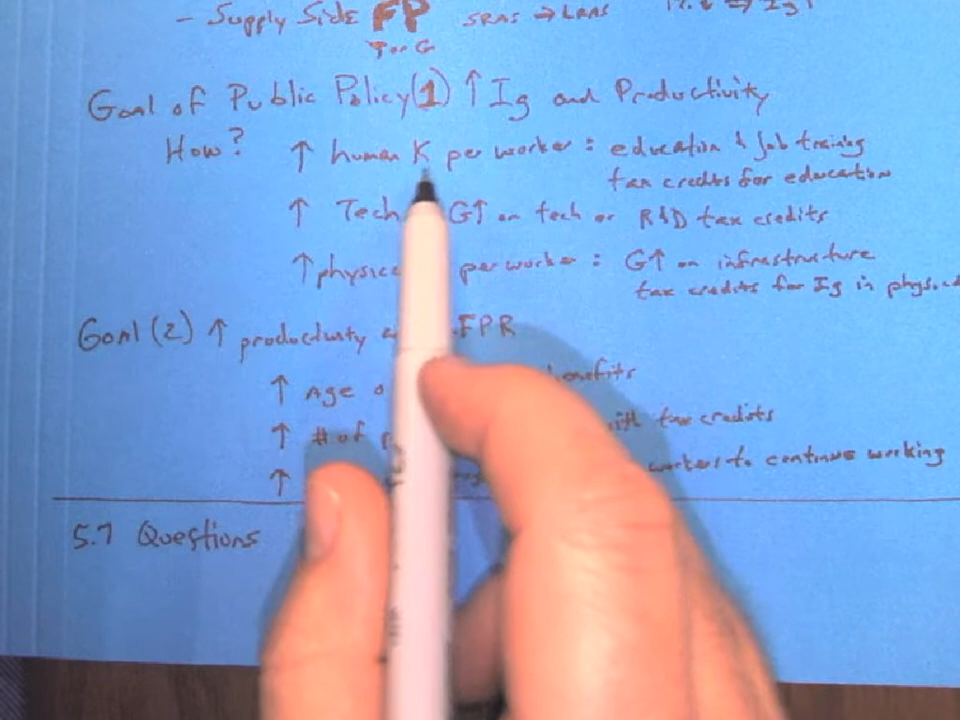 - Supply Side FP SRAS → LRAS
T or G
Goal of Public Policy (1) ↑ Ig and Productivity
How? ↑ human K per worker : education & Job training
tax credits for education
↑ Tech G↑ on tech or R&D tax credits
↑ per worker : G↑ on infrastructure
tax credits for Ig in
Goal (2) ↑ productivity FPR
↑ Age benefits
↑ # of with tax credits
↑ workers to continue working
5.7 Questions